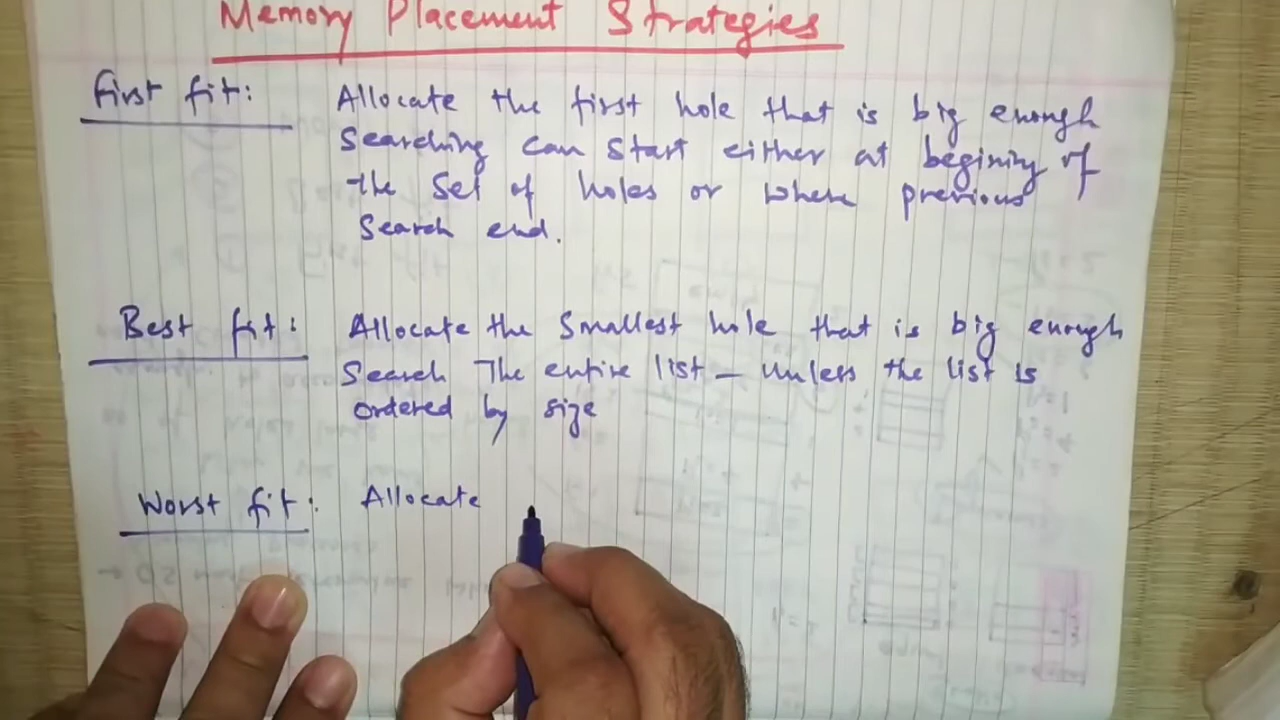 Memory Placement Strategies
First fit: Allocate the first hole that is big enough
Searching can start either at begining of
the set of holes or where previous
Search end.
Best fit: Allocate the smallest hole that is big enough
Search The entire list – unless the list is
ordered by size
Worst fit: Allocate